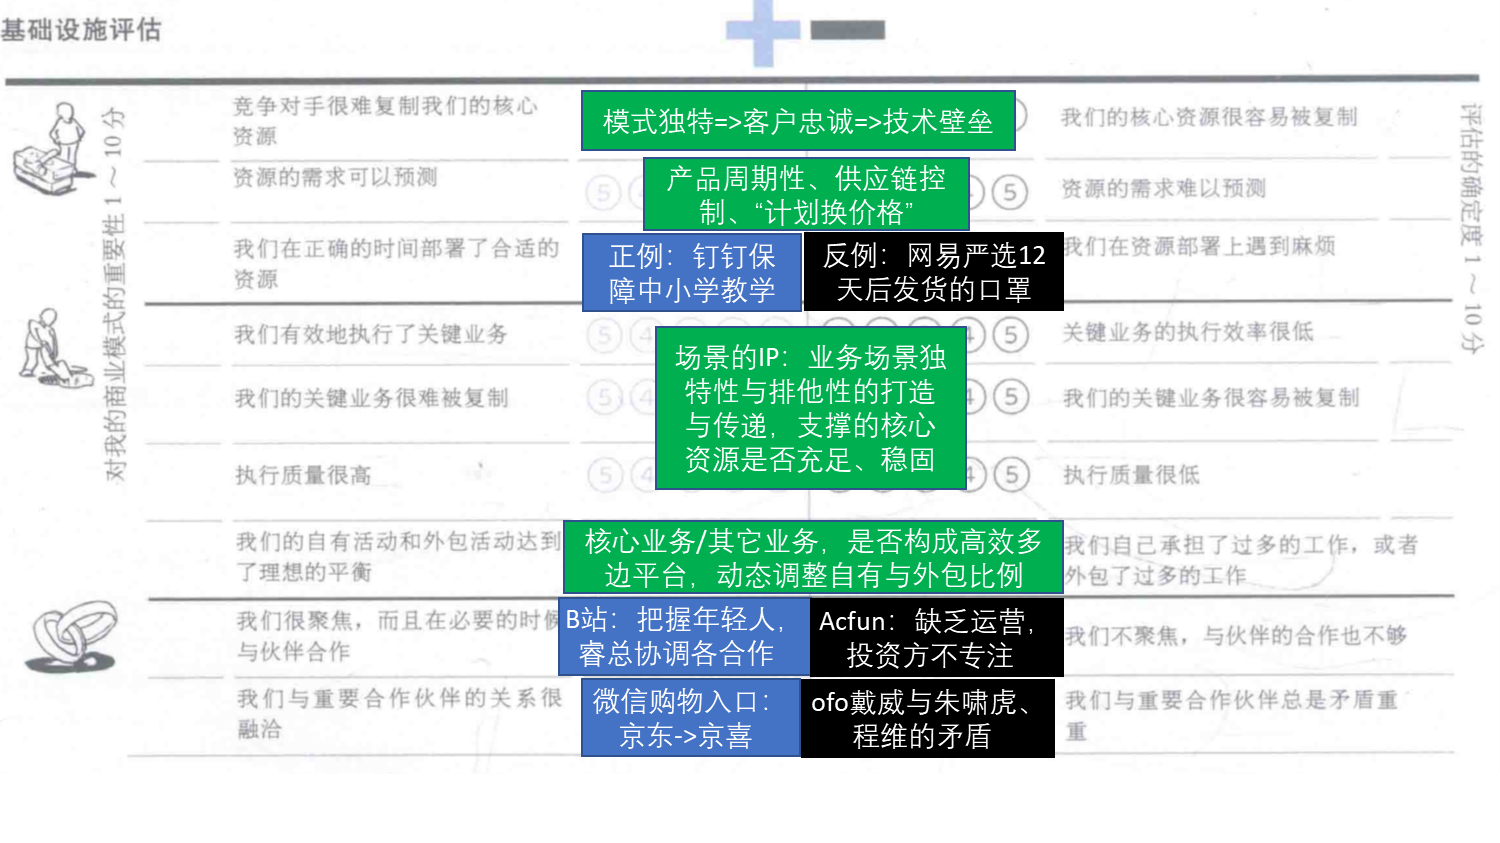 基础设施评估
对我的商业模式的重要性 1 ~ 10 分
评估的确定度 1 ~ 10 分
竞争对手很难复制我们的核心
资源
模式独特=>客户忠诚=>技术壁垒
我们的核心资源很容易被复制
资源的需求可以预测
⑤
产品周期性、供应链控
制、“计划换价格”
⑤
资源的需求难以预测
我们在正确的时间部署了合适的
资源
正例：钉钉保
障中小学教学
反例：网易严选12
天后发货的口罩
我们在资源部署上遇到麻烦
我们有效地执行了关键业务
⑤④
⑤
关键业务的执行效率很低
场景的IP：业务场景独
特性与排他性的打造
与传递，支撑的核心
资源是否充足、稳固
我们的关键业务很难被复制
⑤④
⑤
我们的关键业务很容易被复制
执行质量很高
⑤④
⑤
执行质量很低
我们的自有活动和外包活动达到
了理想的平衡
核心业务/其它业务，是否构成高效多
边平台，动态调整自有与外包比例
我们自己承担了过多的工作，或者
外包了过多的工作
我们很聚焦，而且在必要的时候
与伙伴合作
B站：把握年轻人，
睿总协调各合作
Acfun：缺乏运营，
投资方不专注
我们不聚焦，与伙伴的合作也不够
我们与重要合作伙伴的关系很
融洽
微信购物入口：
京东->京喜
ofo戴威与朱啸虎、
程维的矛盾
我们与重要合作伙伴总是矛盾重
重